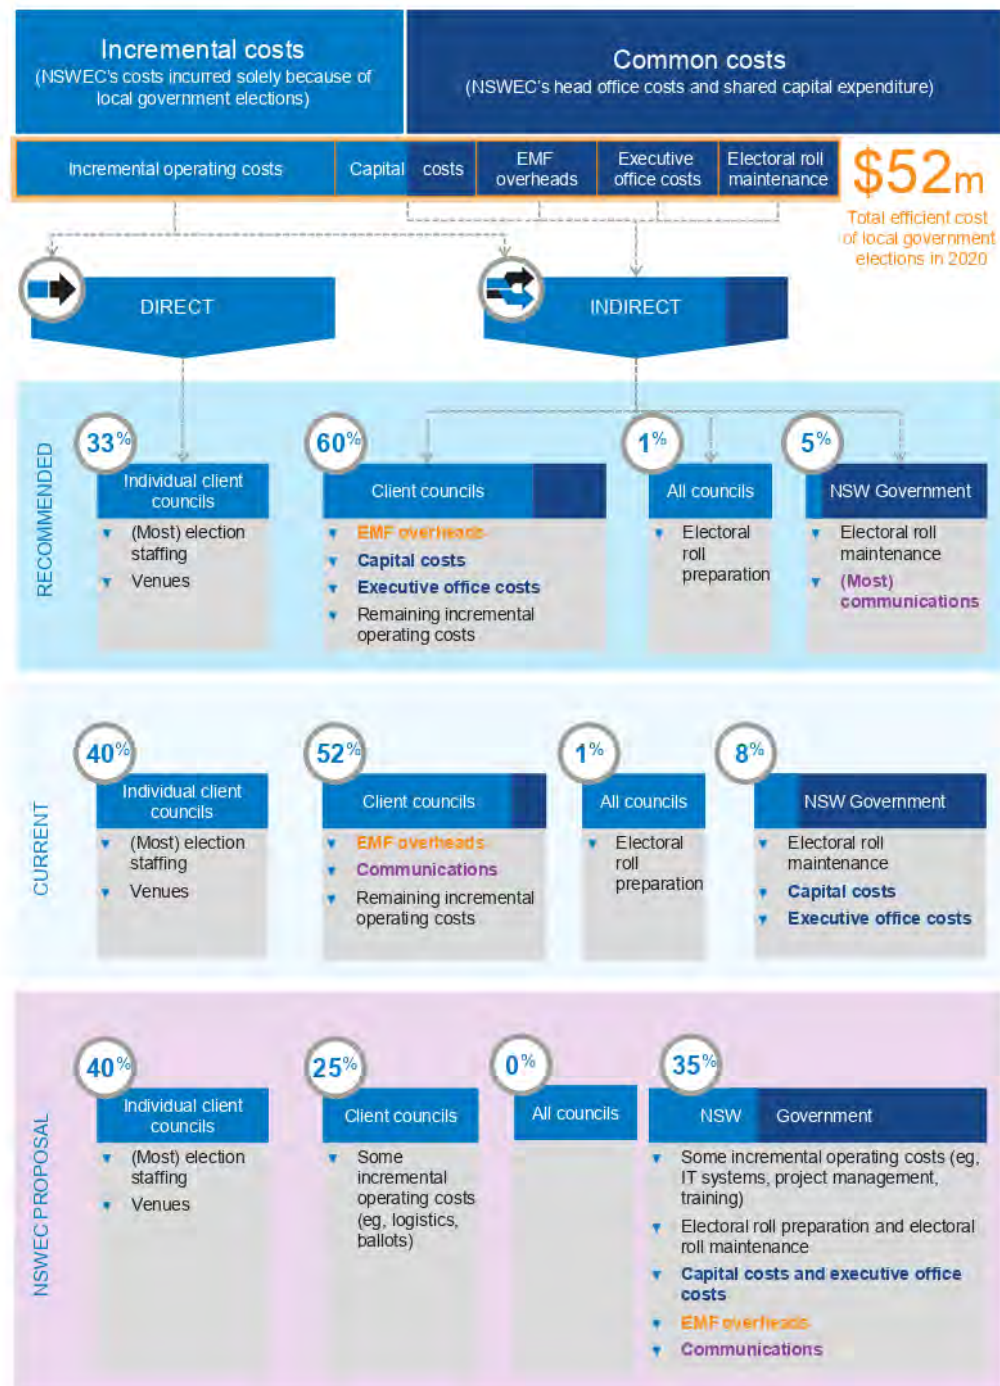 Incremental costs
(NSWEC's costs incurred solely because of
local government elections)
Common costs
(NSWEC's head office costs and shared capital expenditure)
Incremental operating costs
Capital costs
EMF
overheads
Executive
office costs
Electoral roll
maintenance
$52m
Total efficient cost
of local government
elections in 2020
DIRECT
INDIRECT
RECOMMENDED
33%
Individual client
councils
(Most) election
staffing
Venues
60%
Client councils
EMF overheads
Capital costs
Executive office costs
Remaining incremental
operating costs
1%
All councils
Electoral
roll
preparation
5%
NSW Government
Electoral roll
maintenance
(Most)
communications
CURRENT
40%
Individual client
councils
(Most) election
staffing
Venues
52%
Client councils
EMF overheads
Communications
Remaining incremental
operating costs
1%
All councils
Electoral
roll
preparation
8%
NSW Government
Electoral roll
maintenance
Capital costs
Executive office costs
NSWEC PROPOSAL
40%
Individual client
councils
(Most) election
staffing
Venues
25%
Client councils
Some
incremental
operating costs
(eg, logistics,
ballots)
0%
All councils
35%
NSW Government
Some incremental operating costs (eg,
IT systems, project management,
training)
Electoral roll preparation and electoral
roll maintenance
Capital costs and executive office
costs
EMF overheads
Communications